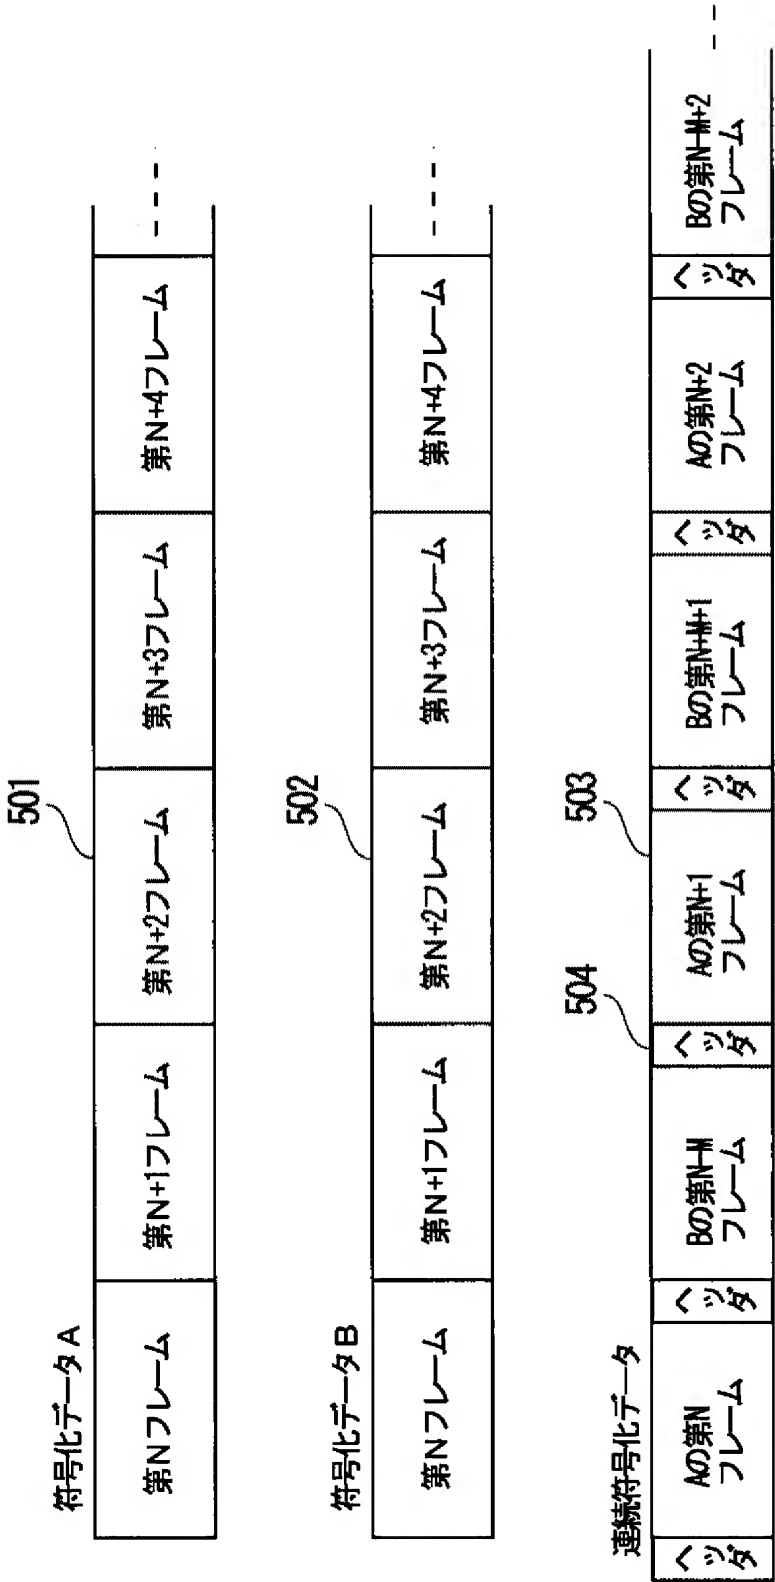 符号化データA
501
第Nフレーム
第N+1フレーム
第N+2フレーム
第N+3フレーム
第N+4フレーム
符号化データB
502
第Nフレーム
第N+1フレーム
第N+2フレーム
第N+3フレーム
第N+4フレーム
連続符号化データ
504
503
ヘッダ
Aの第N
フレーム
ヘッダ
Bの第N-M
フレーム
ヘッダ
Aの第N+1
フレーム
ヘッダ
Bの第N+M+1
フレーム
ヘッダ
Aの第N+2
フレーム
ヘッダ
Bの第N-M+2
フレーム